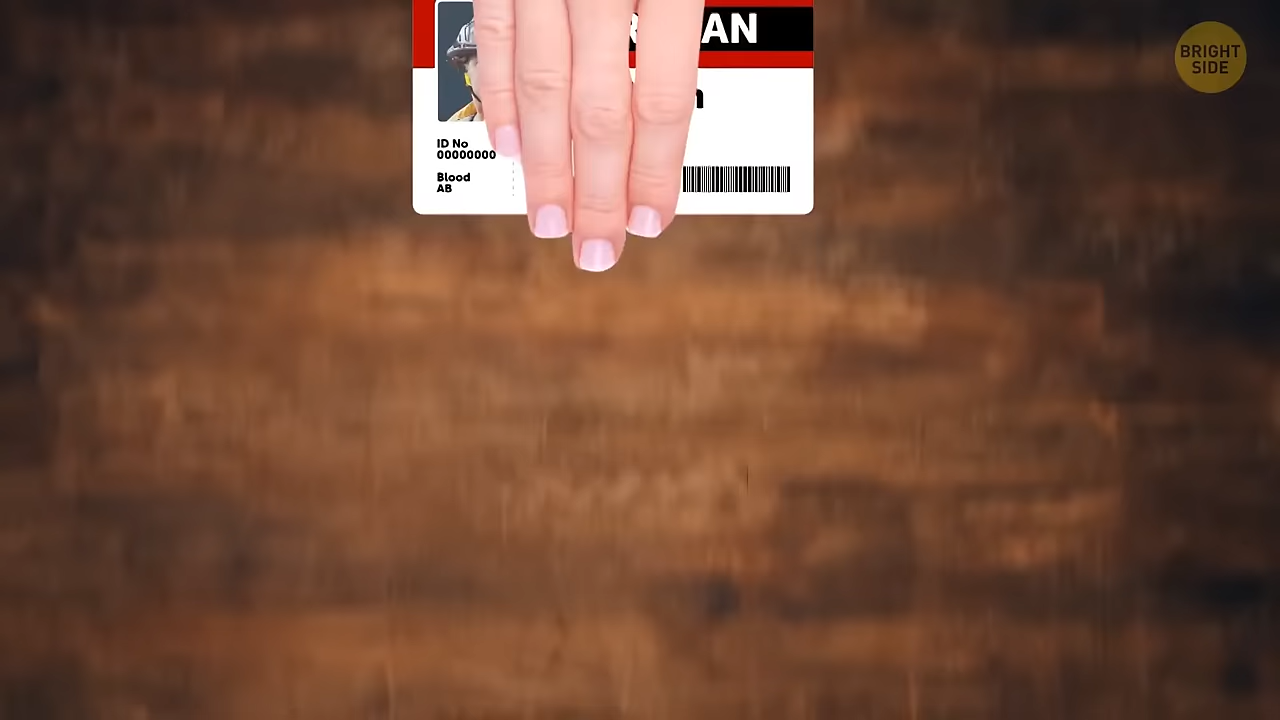 AN
BRIGHT
SIDE
ID No
00000000
Blood
AB